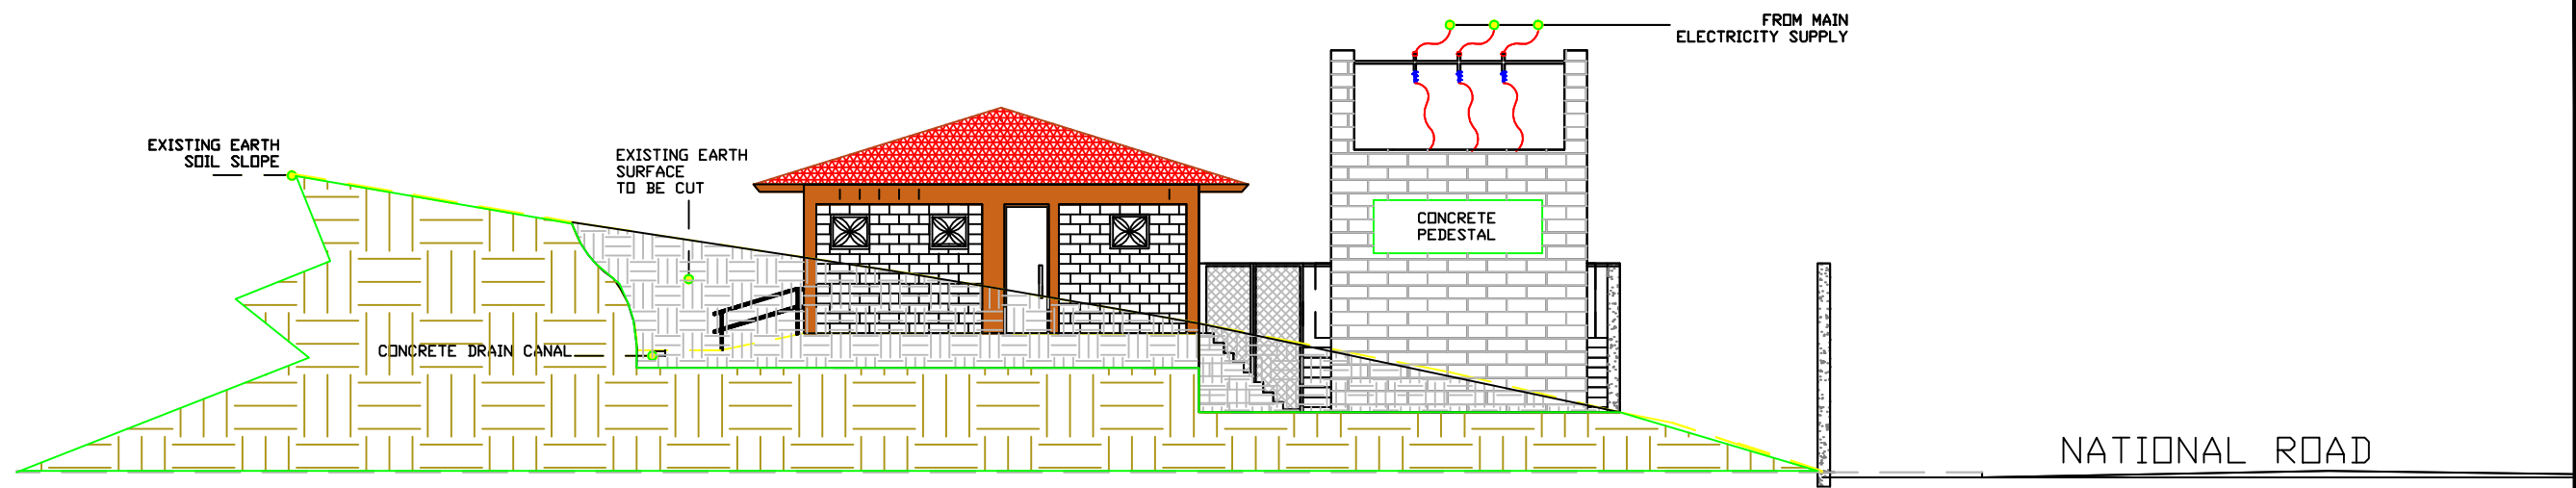 FROM MAIN
ELECTRICITY SUPPLY
EXISTING EARTH
SOIL SLOPE
EXISTING EARTH
SURFACE
TO BE CUT
CONCRETE
PEDESTAL
CONCRETE DRAIN CANAL
NATIONAL ROAD